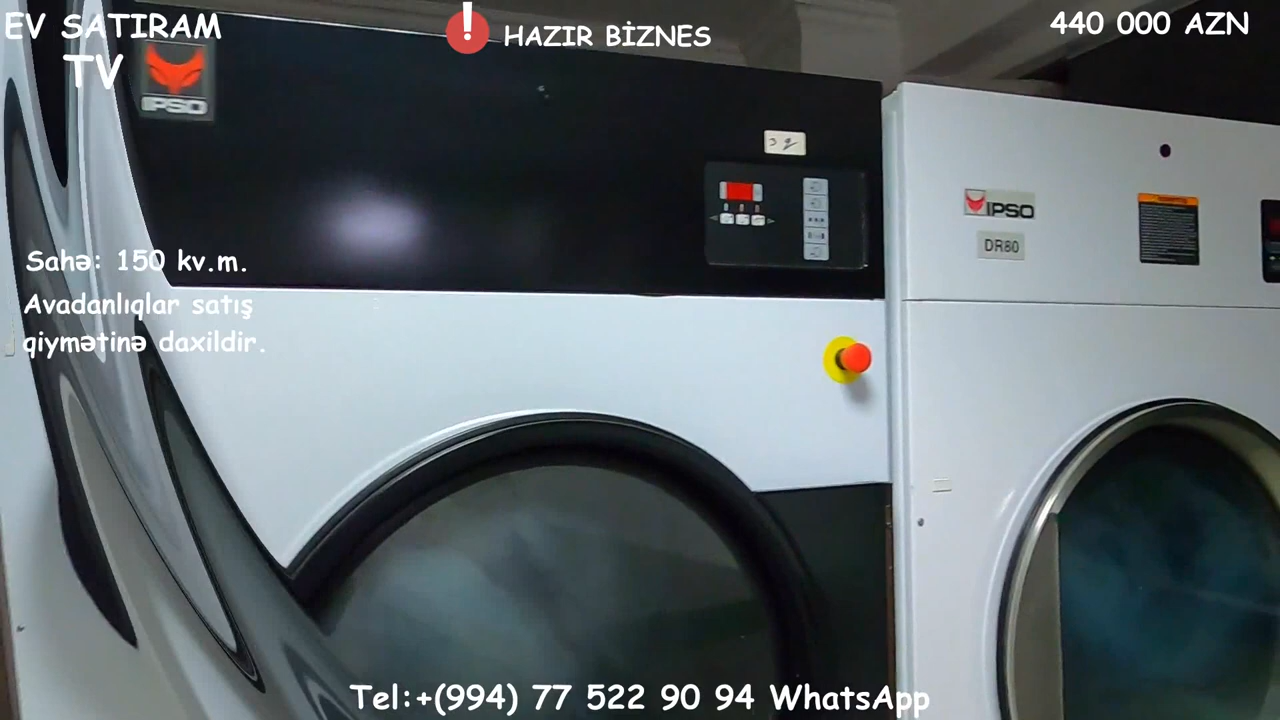 EV SATIRAM
TV
HAZIR BİZNES
440 000 AZN
IPSO
IPSO
DR80
Sahə: 150 kv.m.
Avadanlıqlar satış
qiymətinə daxildir.
Tel:+(994) 77 522 90 94 WhatsApp